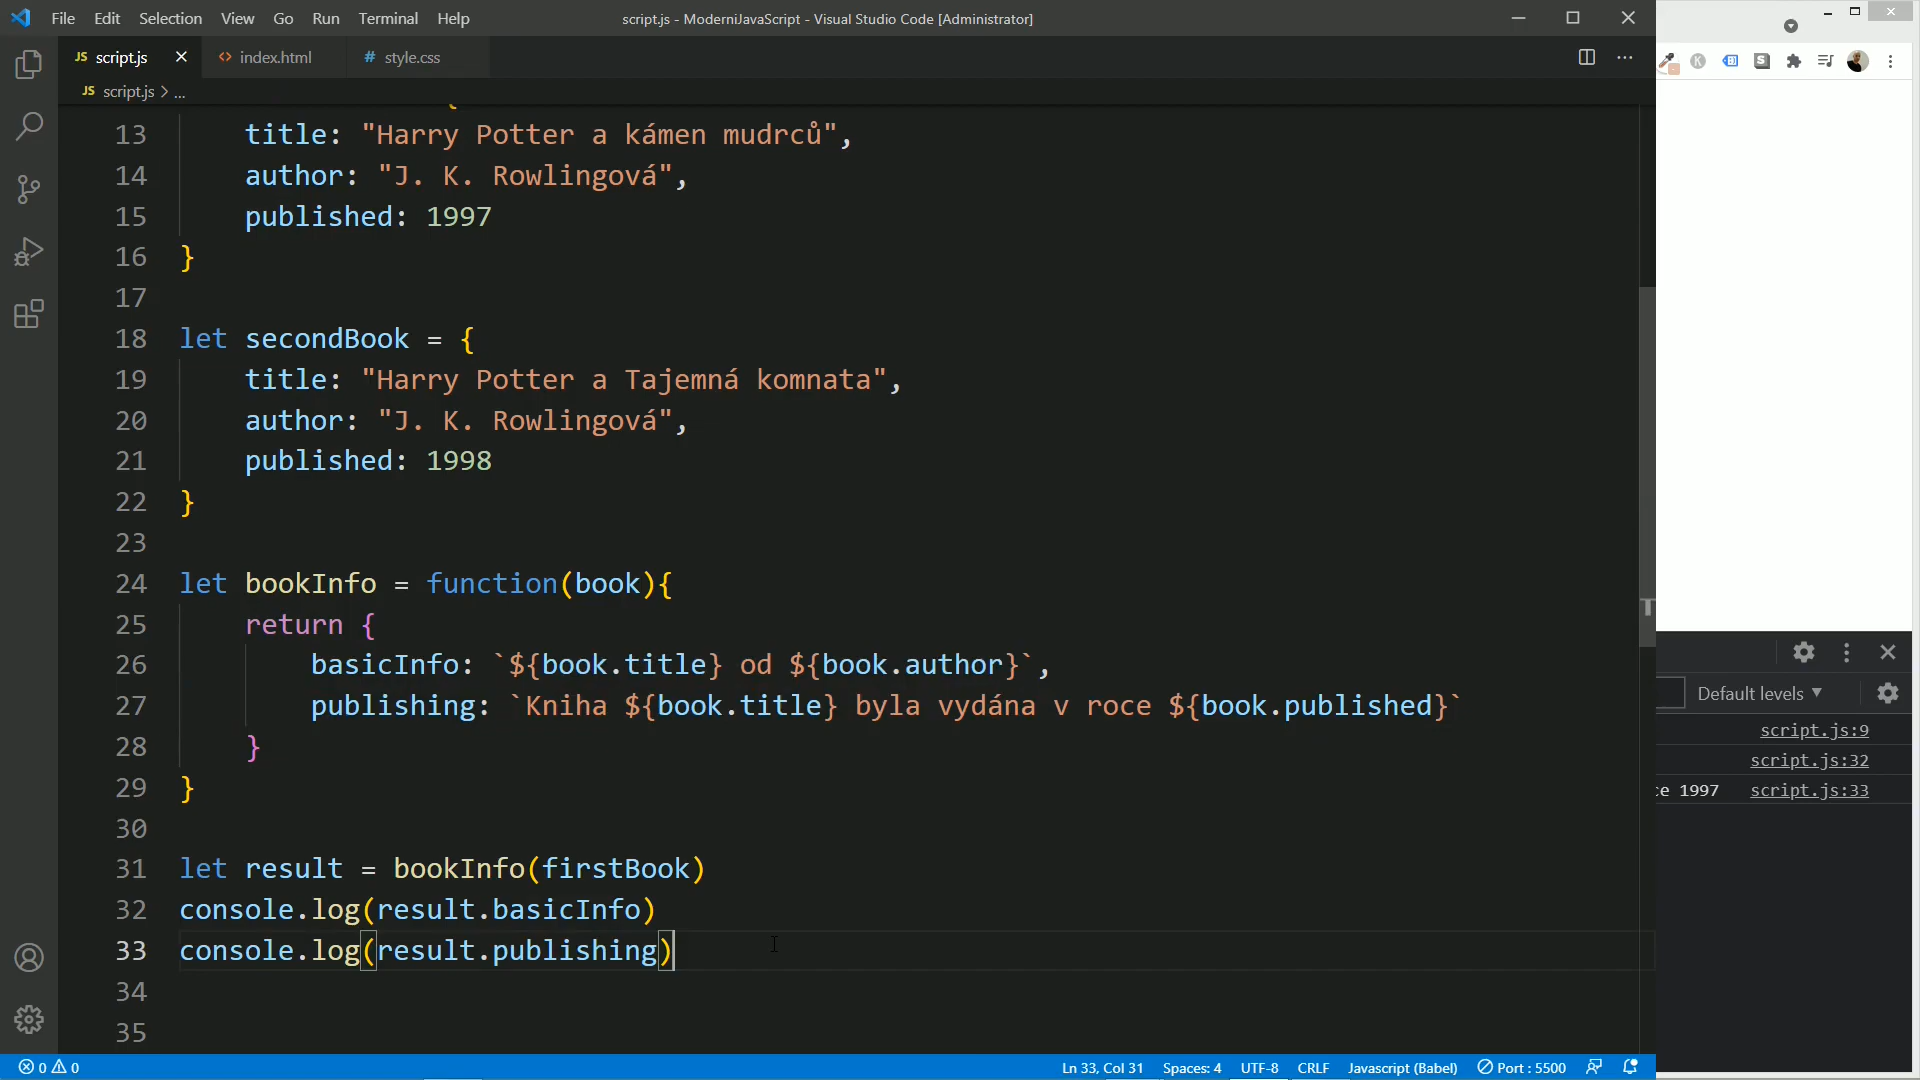 File Edit Selection View Go Run Terminal Help
script.js - ModerniJavaScript - Visual Studio Code [Administrator]
JS script.js
<> index.html
# style.css
JS script.js > ...
13 title: "Harry Potter a kámen mudrců",
14 author: "J. K. Rowlingová",
15 published: 1997
16 }
17
18 let secondBook = {
19 title: "Harry Potter a Tajemná komnata",
20 author: "J. K. Rowlingová",
21 published: 1998
22 }
23
24 let bookInfo = function(book){
25 return {
26 basicInfo: `${book.title} od ${book.author}`,
27 publishing: `Kniha ${book.title} byla vydána v roce ${book.published}`
28 }
29 }
30
31 let result = bookInfo(firstBook)
32 console.log(result.basicInfo)
33 console.log(result.publishing)
34
35
Default levels
script.js:9
script.js:32
ce 1997 script.js:33
0 0
Ln 33, Col 31 Spaces: 4 UTF-8 CRLF Javascript (Babel) Port : 5500